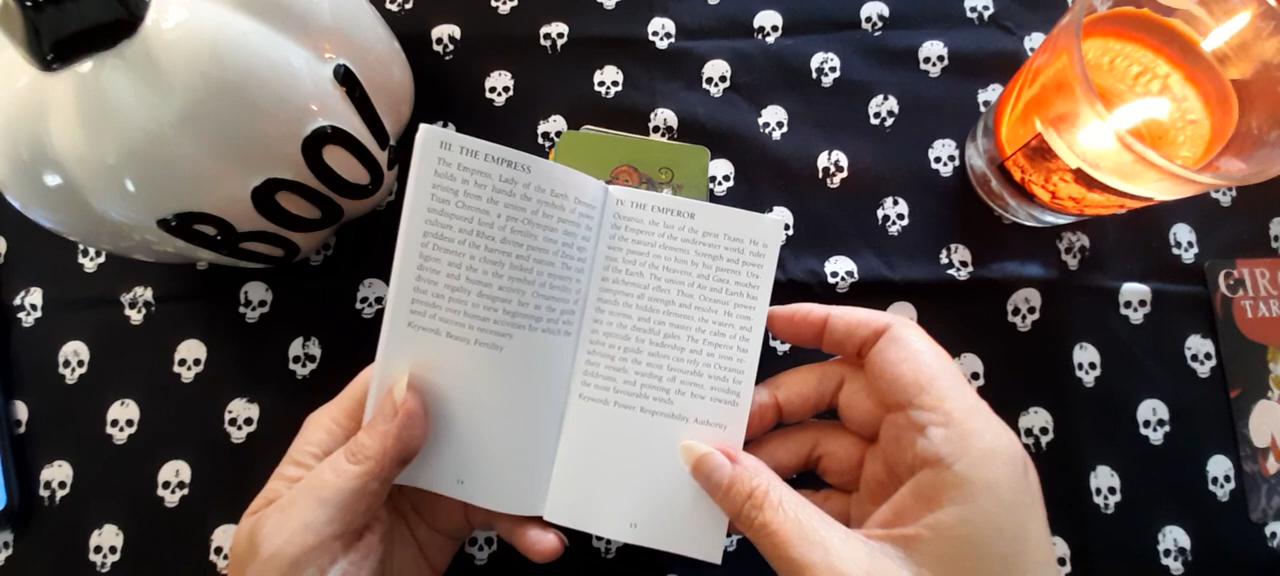 BOO!
III. THE EMPRESS
The Empress, Lady of the Earth, Demeter
holds in her hands the symbols of power
arising from the union of her parents the
Titan Chronos, a pre-Olympian deity and
undisputed lord of fertility, time and agri-
culture, and Rhea, divine parent of Zeus and
goddess of the harvest and nature. The cult
of Demeter is closely linked to mystery re-
ligion, and she is the symbol of fertility of
divine and human activity. Ornaments of
divine regality designate her as the guide
that can point to new beginnings and who
presides over human activities for which the
seed of success is necessary.
Keywords: Beauty, Fertility
14
IV. THE EMPEROR
Oceanus, the last of the great Titans. He is
the Emperor of the underwater world, ruler
of the natural elements. Strength and power
were passed on to him by his parents, Ura-
nus, lord of the Heavens, and Gaea, mother
of the Earth. The union of Air and Earth has
an alchemical effect. Thus, Oceanus' power
comprises all strength and resolve. He com-
mands the hidden elements, the waters, and
the storms, and can master the calm of the
sea or the dreadful gales. The Emperor has
an aptitude for leadership and an iron re-
solve as a guide: sailors can rely on Oceanus
advising on the most favourable winds for
their vessels, warding off storms, avoiding
doldrums, and pointing the bow towards
the most favourable winds.
Keywords: Power, Responsibility, Authority
15